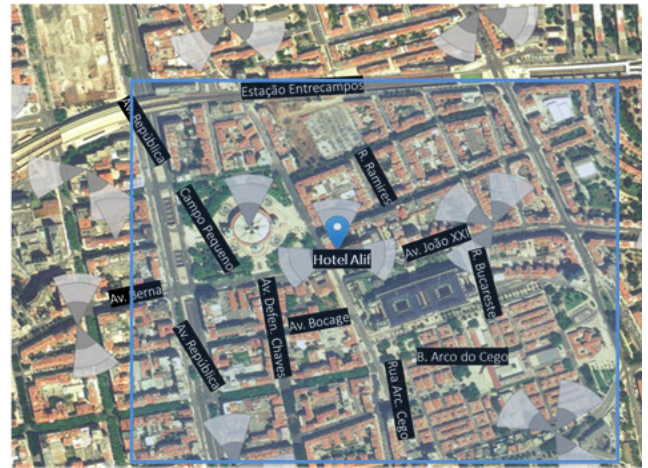 Estação Entrecampos
Av. República
R. Ramires
Campo Pequeno
Av. João XXI
Hotel Alif
R. Bucareste
Av. Berna
Av. Defen. Chaves
Av. Bocage
Av. República
B. Arco do Cego
Rua Arc. Cego